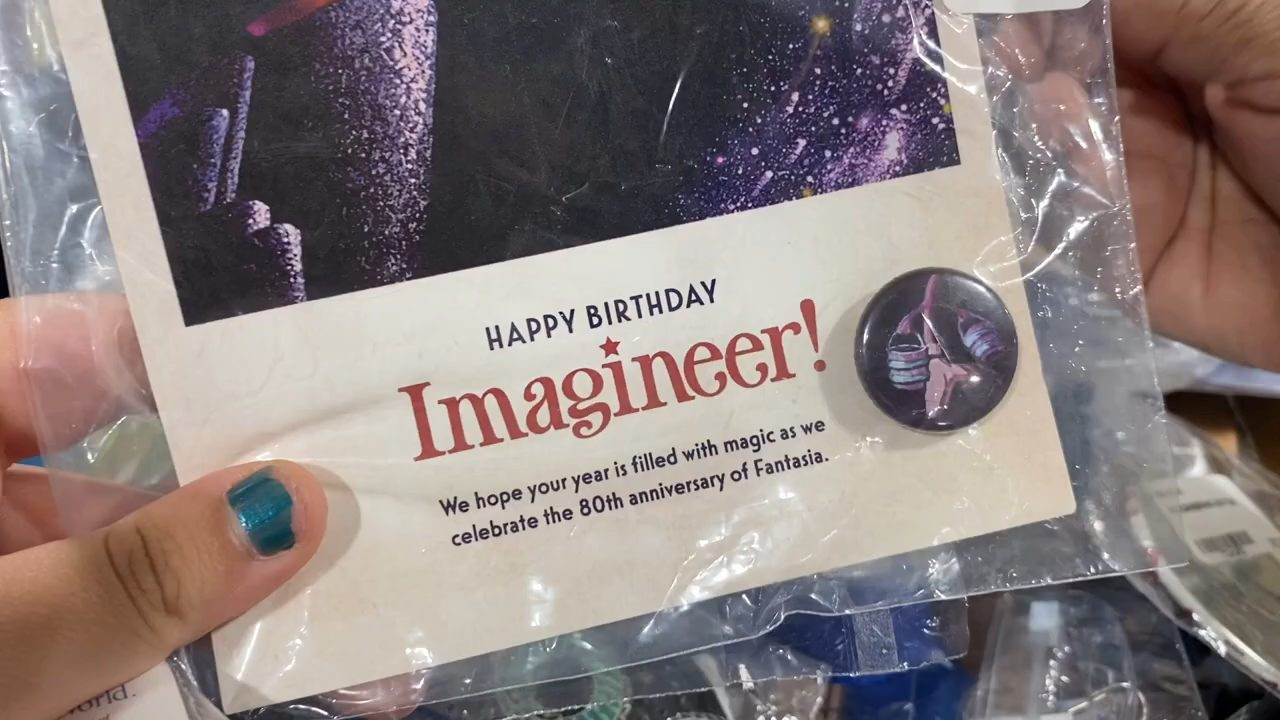 HAPPY BIRTHDAY
Imagineer!
We hope your year is filled with magic as we
celebrate the 80th anniversary of Fantasia.